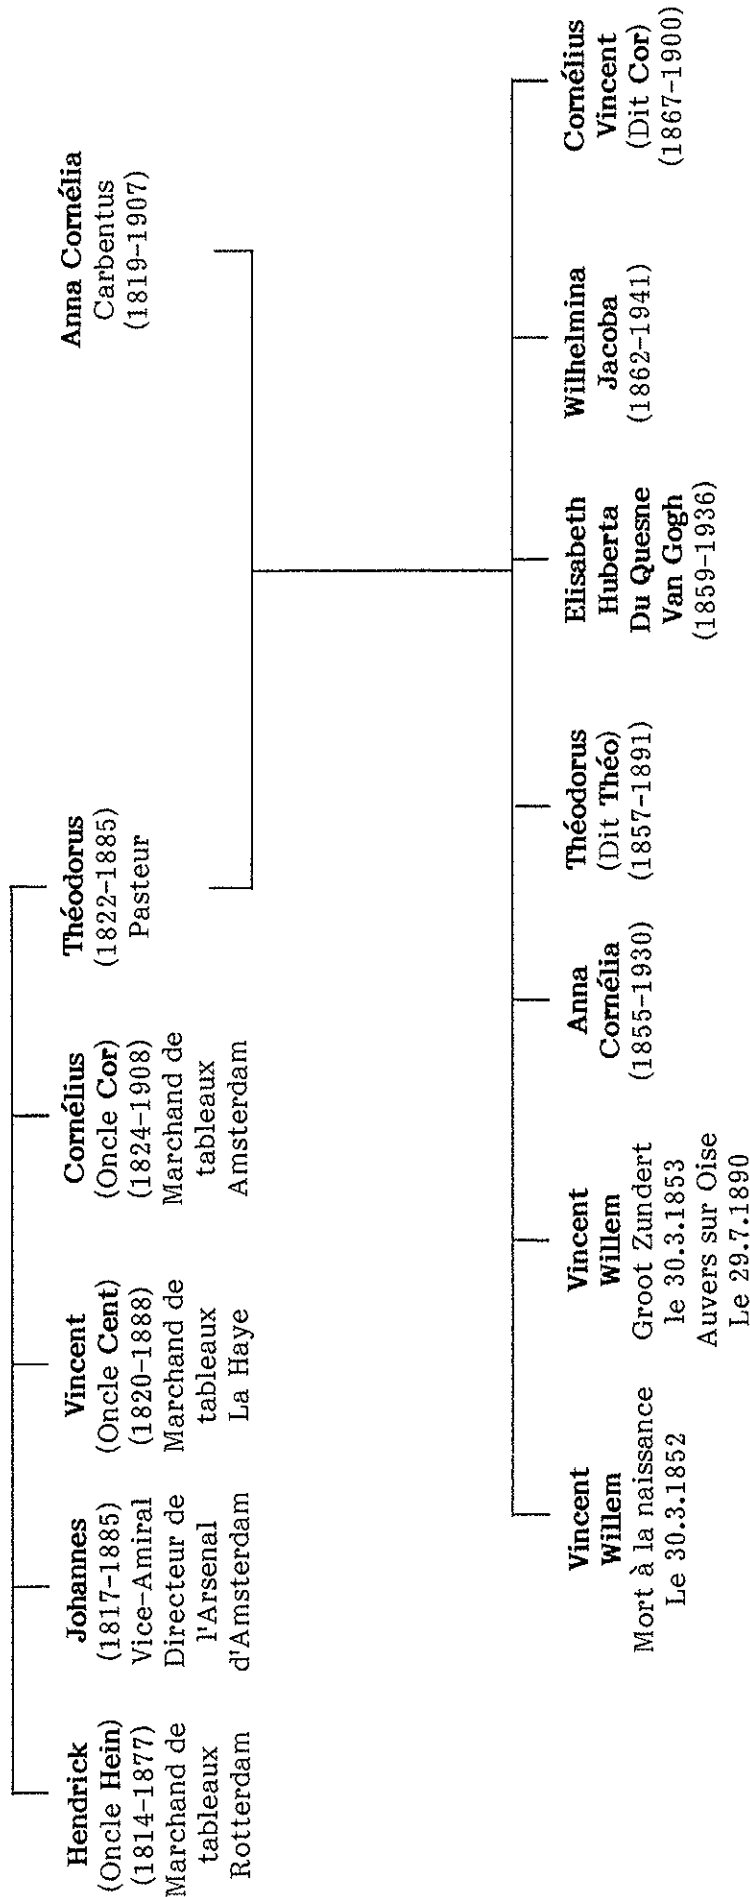 Hendrick
(Oncle Hein)
(1814-1877)
Marchand de
tableaux
Rotterdam
Johannes
(1817-1885)
Vice-Amiral
Directeur de
l'Arsenal
d'Amsterdam
Vincent
(Oncle Cent)
(1820-1888)
Marchand de
tableaux
La Haye
Cornélius
(Oncle Cor)
(1824-1908)
Marchand de
tableaux
Amsterdam
Théodorus
(1822-1885)
Pasteur
Anna Cornélia
Carbentus
(1819-1907)
Vincent
Willem
Mort à la naissance
Le 30.3.1852
Vincent
Willem
Groot Zundert
le 30.3.1853
Auvers sur Oise
Le 29.7.1890
Anna
Cornélia
(1855-1930)
Théodorus
(Dit Théo)
(1857-1891)
Elisabeth
Huberta
Du Quesne
Van Gogh
(1859-1936)
Wilhelmina
Jacoba
(1862-1941)
Cornélius
Vincent
(Dit Cor)
(1867-1900)